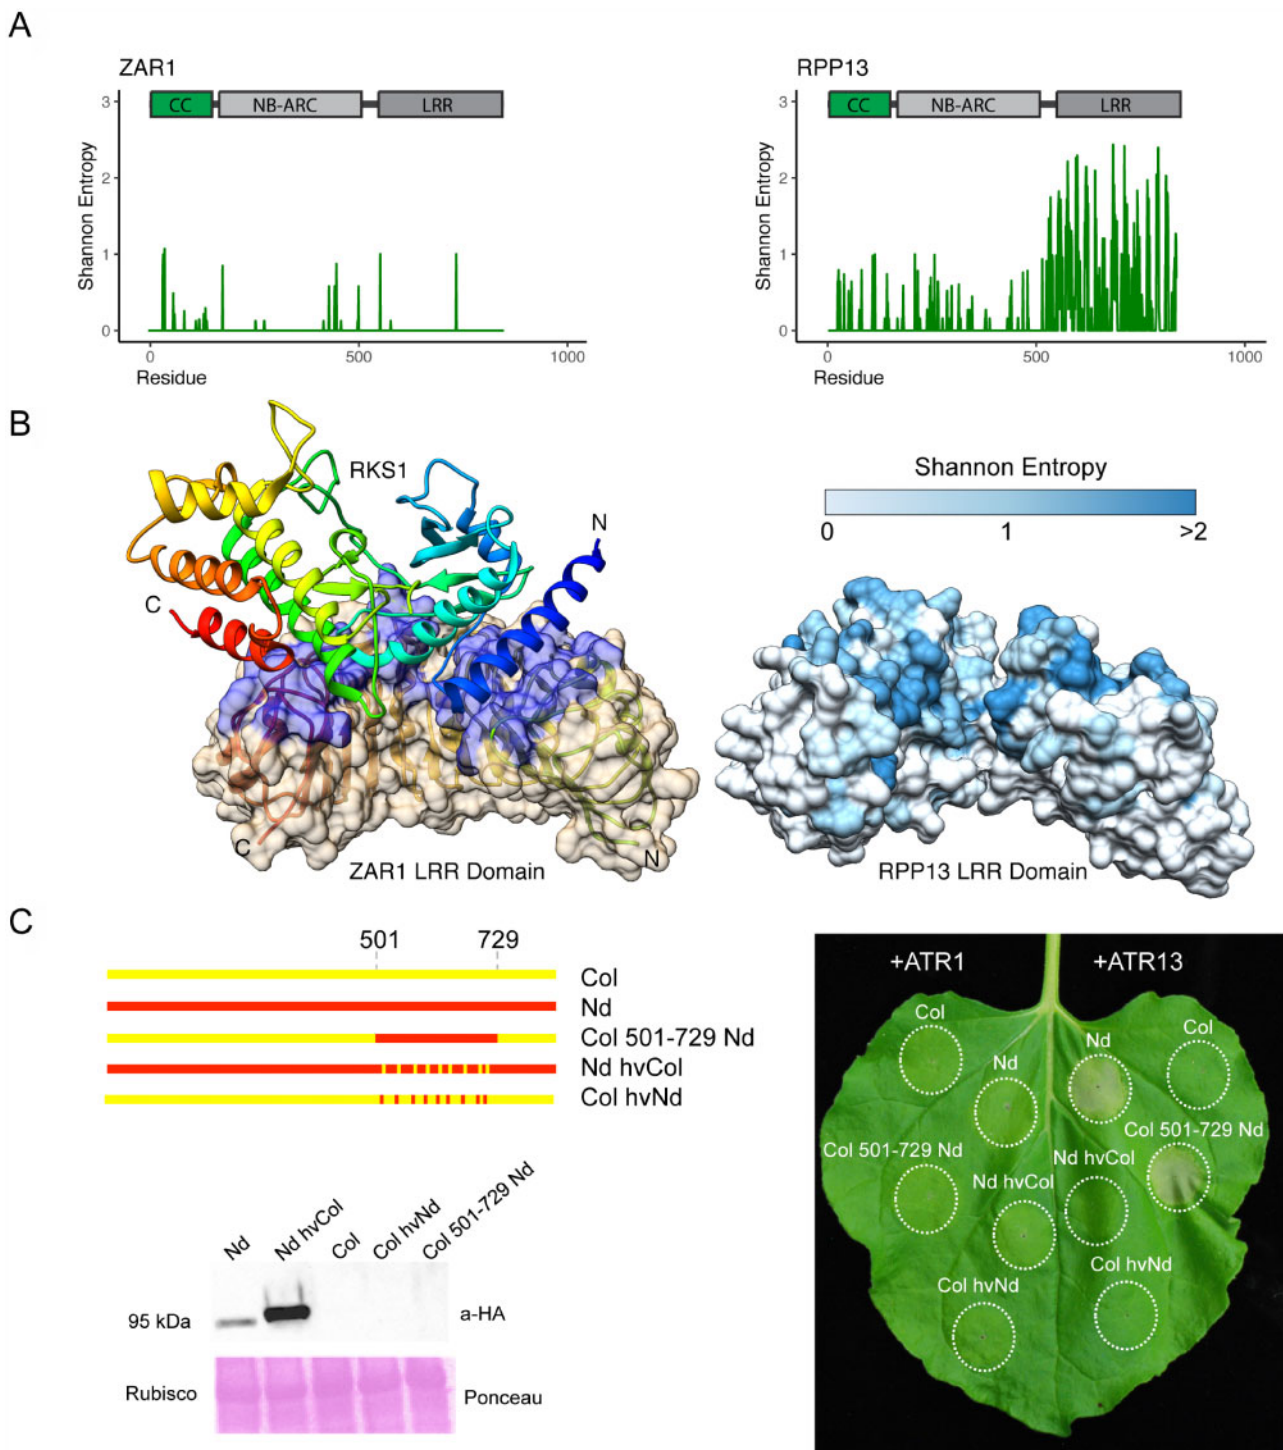 A
ZAR1
CC NB-ARC LRR
3
2
1
0
Shannon Entropy
0 500 1000
Residue
RPP13
CC NB-ARC LRR
3
2
1
0
Shannon Entropy
0 500 1000
Residue
B
RKS1
N
C
C
N
ZAR1 LRR Domain
Shannon Entropy
0 1 >2
RPP13 LRR Domain
C
501 729
Col
Nd
Col 501-729 Nd
Nd hvCol
Col hvNd
Nd
Nd hvCol
Col
Col hvNd
Col 501-729 Nd
95 kDa
a-HA
Rubisco
Ponceau
+ATR1 +ATR13
Col
Nd
Nd
Col
Col 501-729 Nd
Col 501-729 Nd
Nd hvCol
Nd hvCol
Col hvNd
Col hvNd